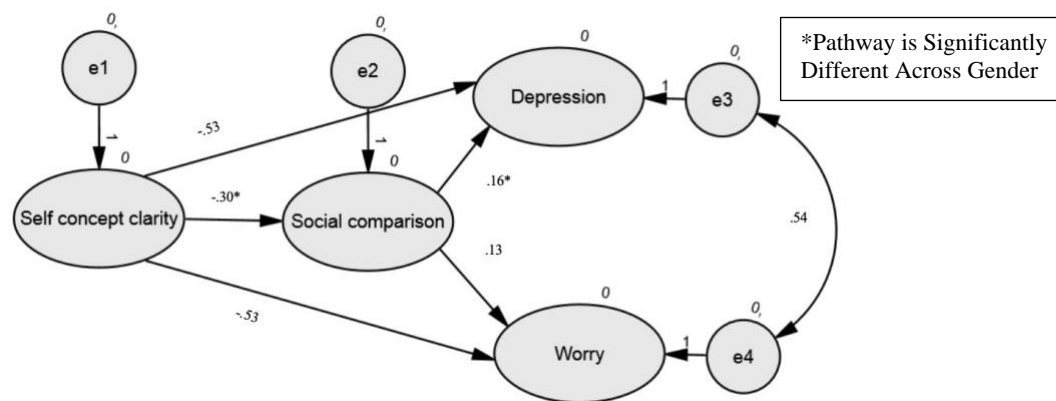 0,
e1
1
0
Self concept clarity
-.53
-.30*
-.53
0,
e2
1
0
Social comparison
.16*
.13
0
Depression
1
0,
e3
.54
0
Worry
1
0,
e4
*Pathway is Significantly
Different Across Gender